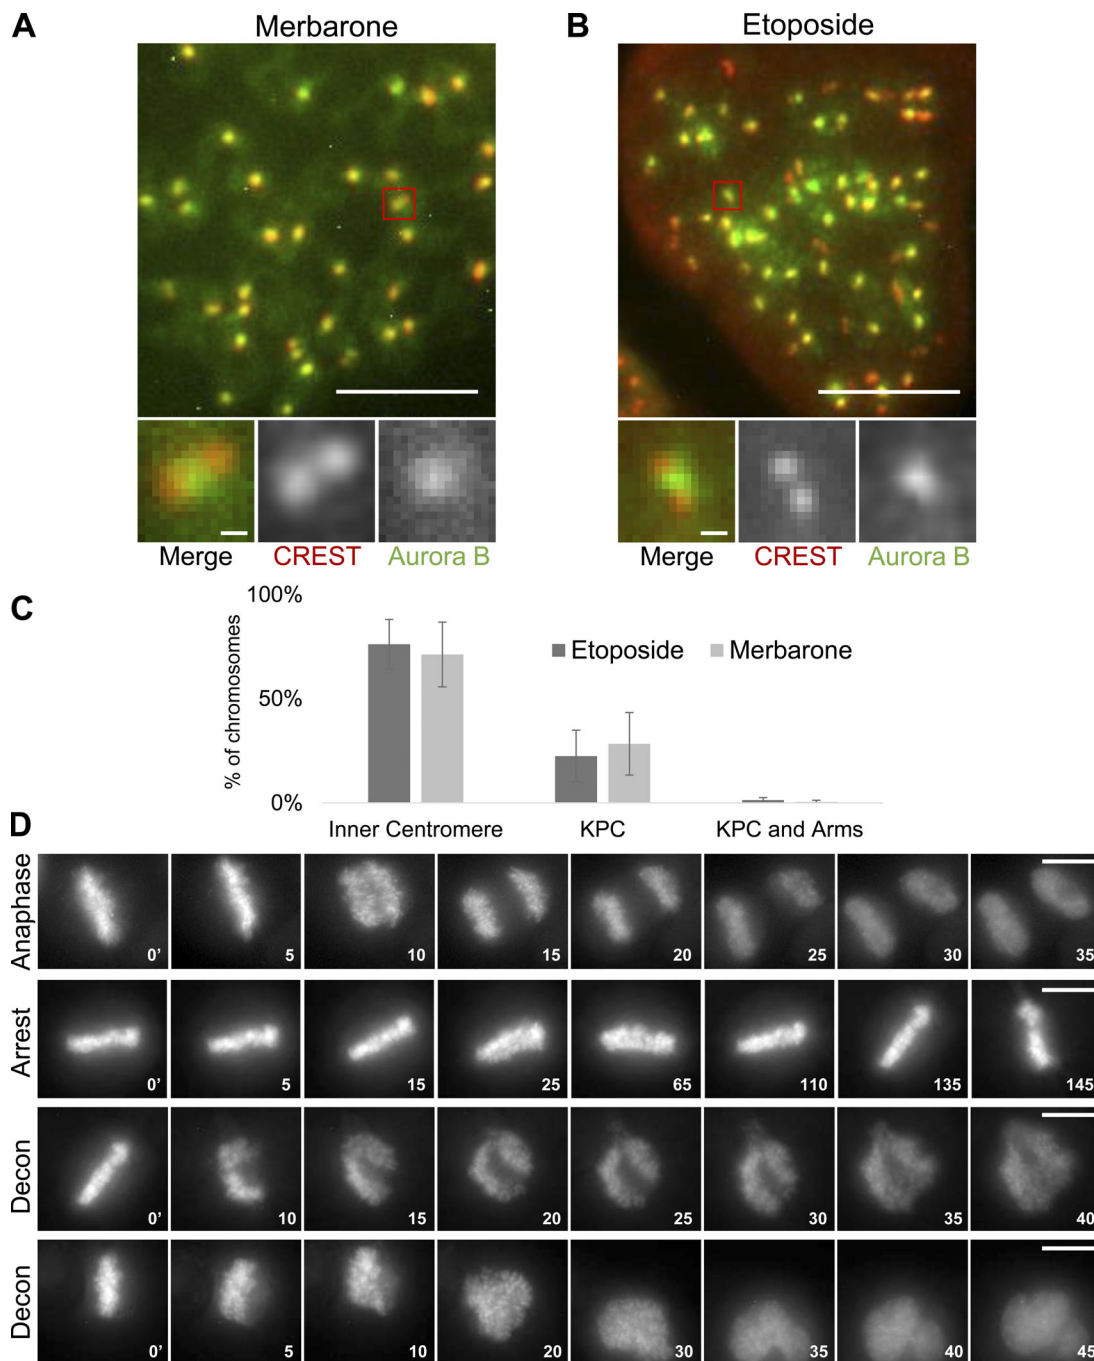 A Merbarone B Etoposide
Merge CREST Aurora B Merge CREST Aurora B
C
% of chromosomes
100%
50%
0%
Etoposide Merbarone
Inner Centromere KPC KPC and Arms
D
Anaphase 0' 5 10 15 20 25 30 35
Arrest 0' 5 15 25 65 110 135 145
Decon 0' 10 15 20 25 30 35 40
Decon 0' 5 10 20 30 35 40 45